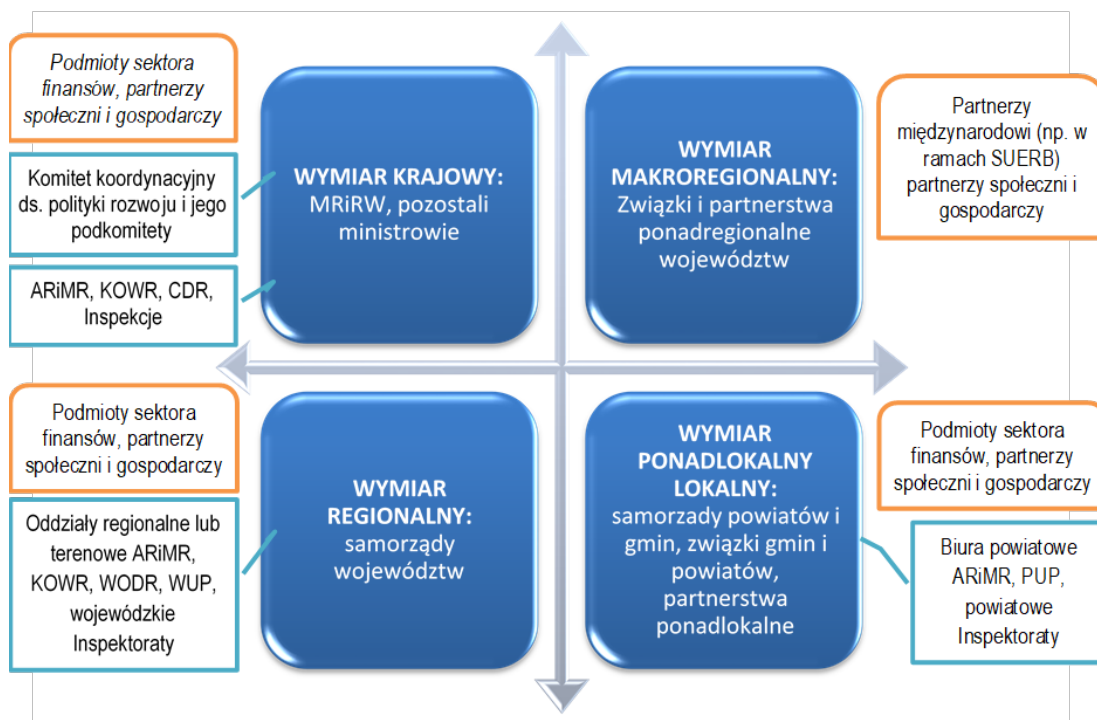 Podmioty sektora
finansów, partnerzy
społeczni i gospodarczy
Komitet koordynacyjny
ds. polityki rozwoju i jego
podkomitety
ARiMR, KOWR, CDR,
Inspekcje
WYMIAR KRAJOWY:
MRiRW, pozostali
ministrowie
WYMIAR
MAKROREGIONALNY:
Związki i partnerstwa
ponadregionalne
województw
Partnerzy
międzynarodowi (np. w
ramach SUERB)
partnerzy społeczni i
gospodarczy
Podmioty sektora
finansów, partnerzy
społeczni i gospodarczy
Oddziały regionalne lub
terenowe ARiMR,
KOWR, WODR, WUP,
wojewódzkie
Inspektoraty
WYMIAR
REGIONALNY:
samorządy
województw
WYMIAR
PONADLOKALNY
LOKALNY:
samorzady powiatów i
gmin, związki gmin i
powiatów,
partnerstwa
ponadlokalne
Podmioty sektora
finansów, partnerzy
społeczni i gospodarczy
Biura powiatowe
ARiMR, PUP,
powiatowe
Inspektoraty